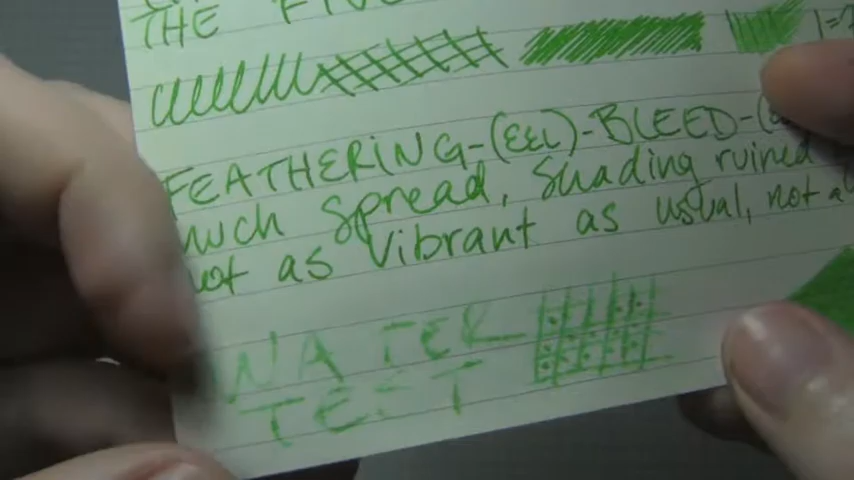 THE
FEATHERING-(EEL)-BLEED-(
much spread, shading ruined
not as vibrant as usual, not a
WATER
TEST